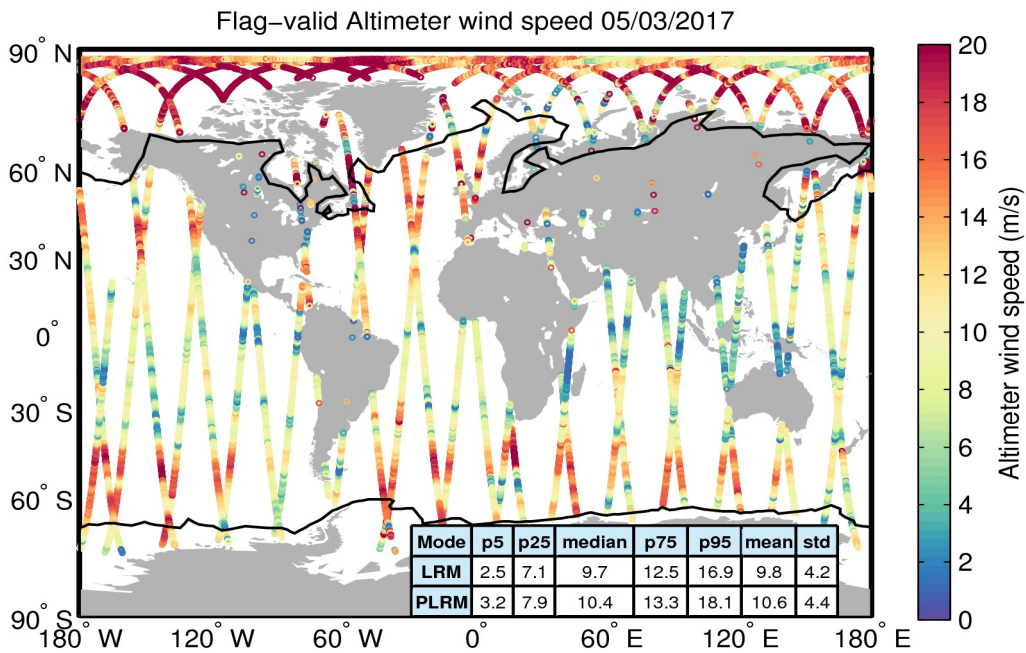 Flag−valid Altimeter wind speed 05/03/2017
90° N
60° N
30° N
0°
30° S
60° S
90° S
180° W
120° W
60° W
0°
60° E
120° E
180° E
Mode p5 p25 median p75 p95 mean std
LRM 2.5 7.1 9.7 12.5 16.9 9.8 4.2
PLRM 3.2 7.9 10.4 13.3 18.1 10.6 4.4
20
18
16
14
12
10
8
6
4
2
0
Altimeter wind speed (m/s)